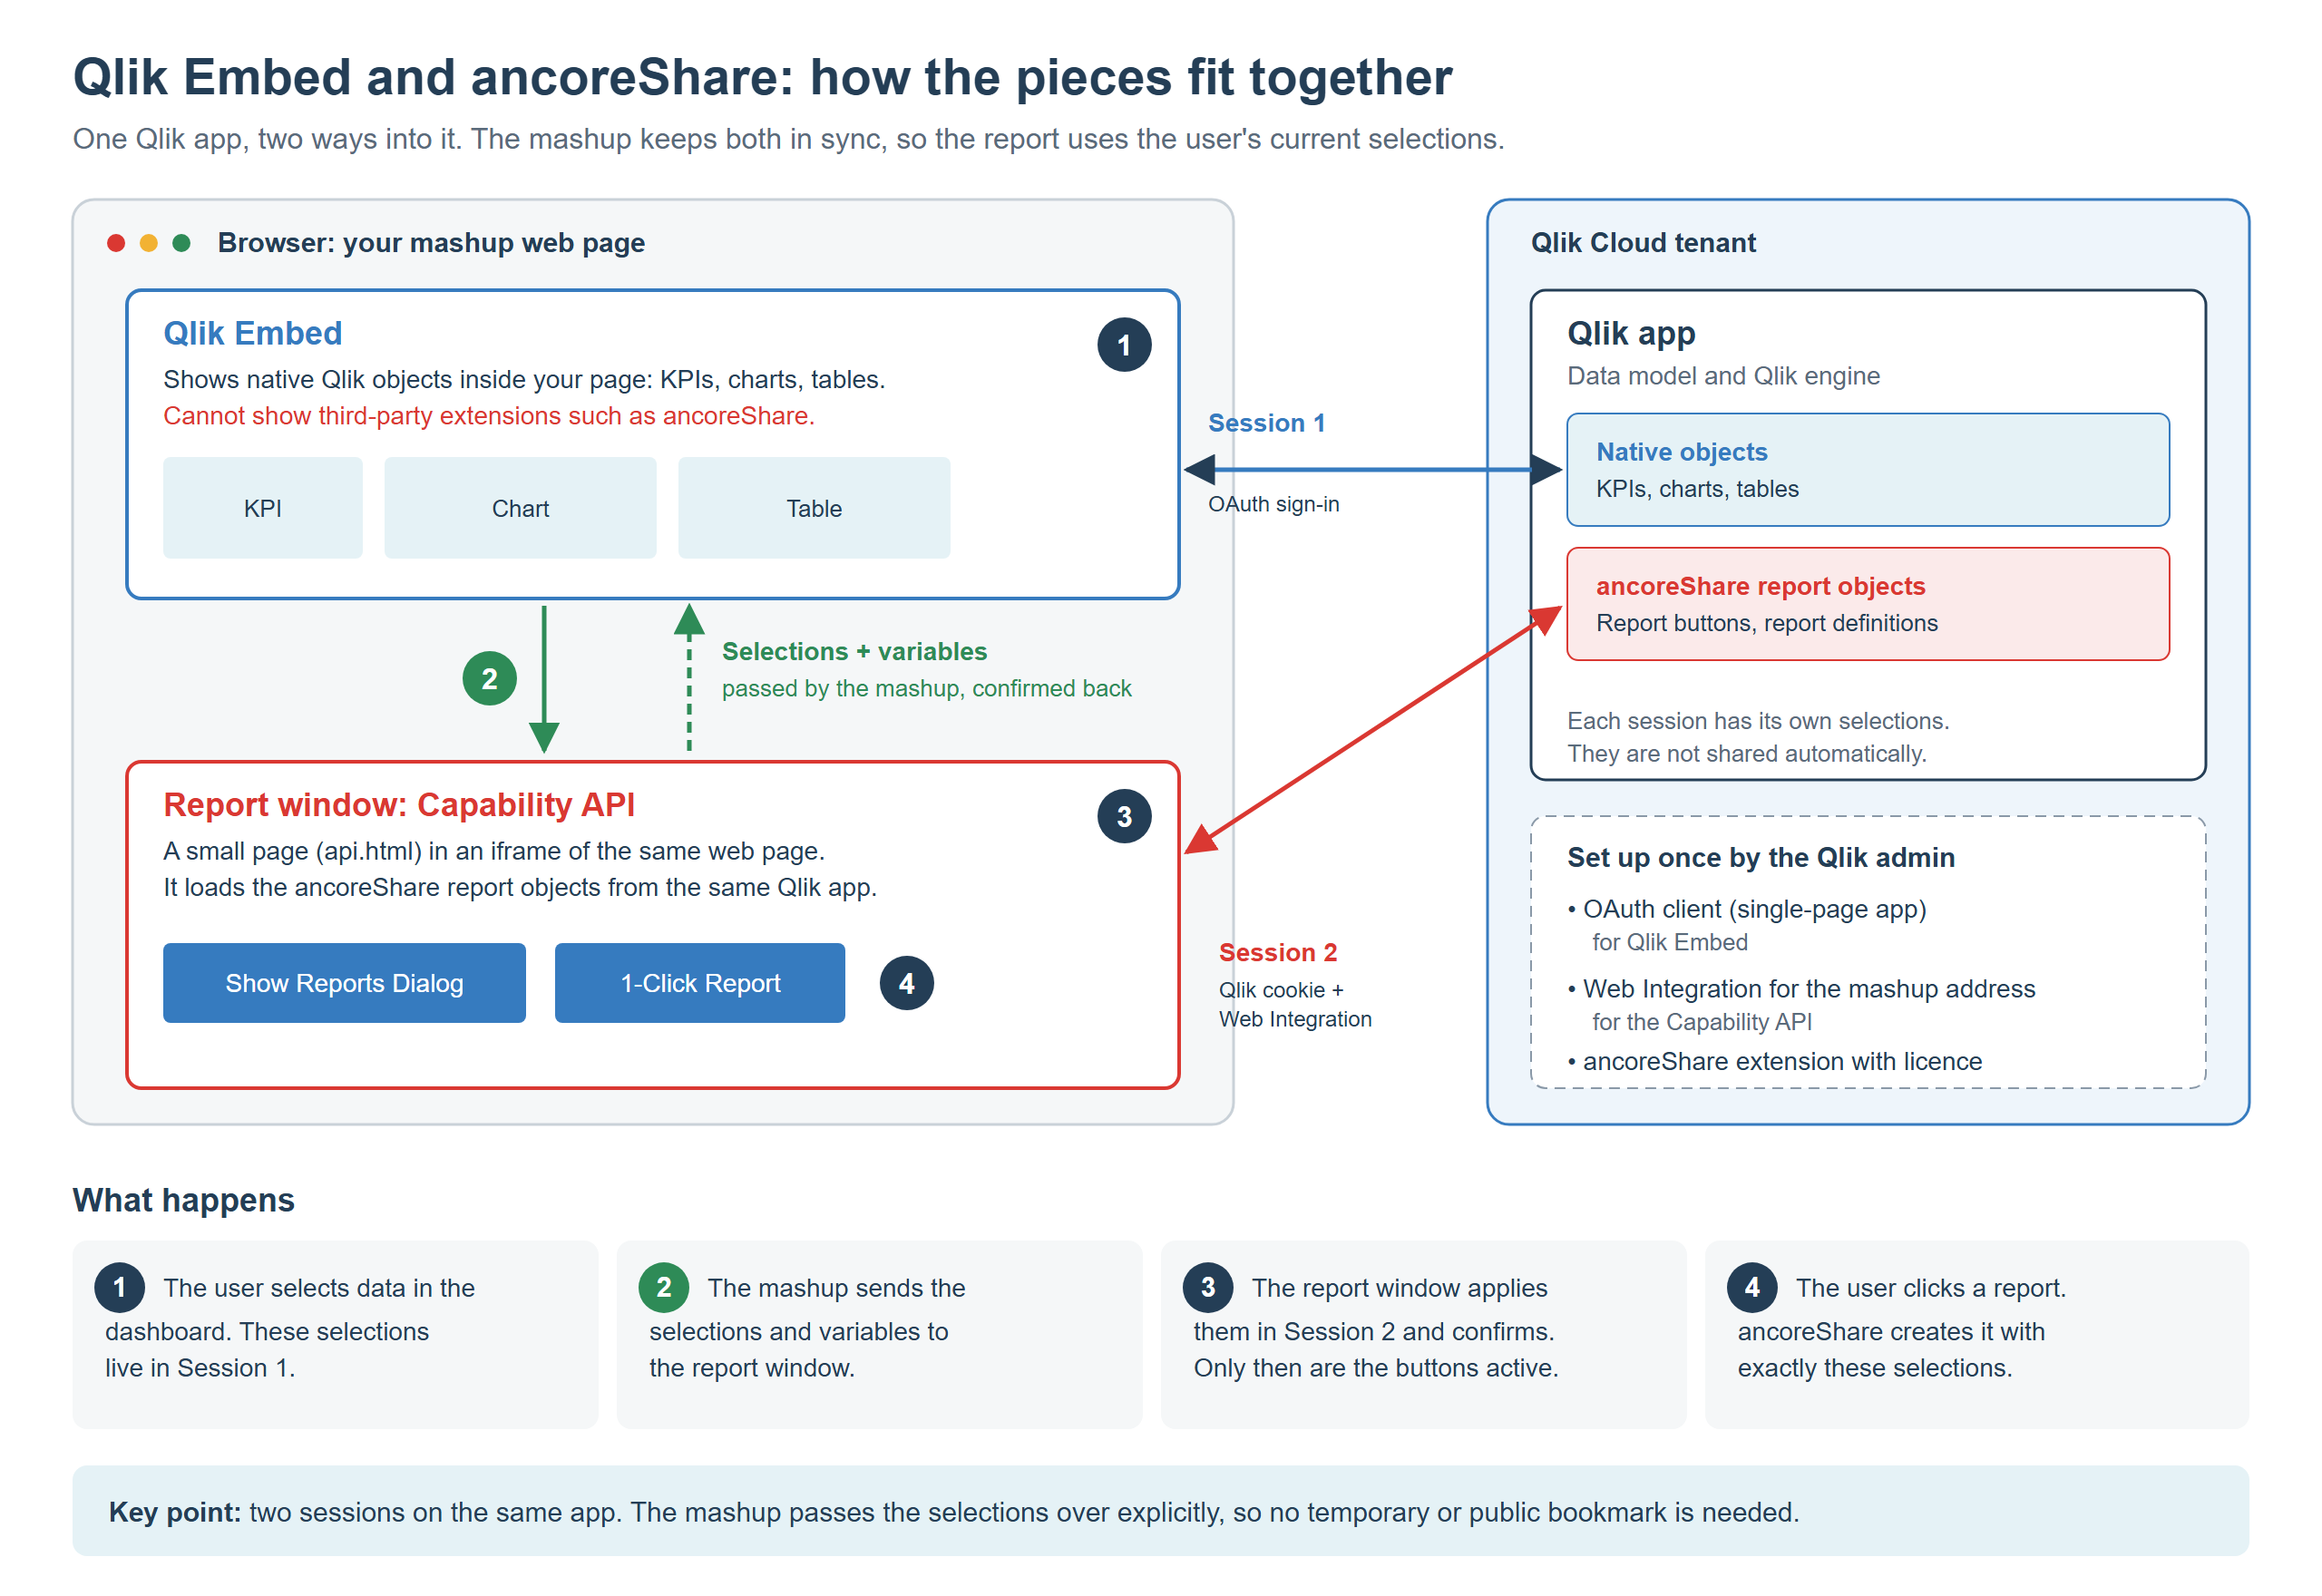 Qlik Embed and ancoreShare: how the pieces fit together
One Qlik app, two ways into it. The mashup keeps both in sync, so the report uses the user's current selections.
Browser: your mashup web page
Qlik Embed
1
Shows native Qlik objects inside your page: KPIs, charts, tables.
Cannot show third-party extensions such as ancoreShare.
KPI
Chart
Table
2
Selections + variables
passed by the mashup, confirmed back
Report window: Capability API
3
A small page (api.html) in an iframe of the same web page.
It loads the ancoreShare report objects from the same Qlik app.
Show Reports Dialog
1-Click Report
4
Session 1
OAuth sign-in
Session 2
Qlik cookie +
Web Integration
Qlik Cloud tenant
Qlik app
Data model and Qlik engine
Native objects
KPIs, charts, tables
ancoreShare report objects
Report buttons, report definitions
Each session has its own selections.
They are not shared automatically.
Set up once by the Qlik admin
• OAuth client (single-page app)
for Qlik Embed
• Web Integration for the mashup address
for the Capability API
• ancoreShare extension with licence
What happens
1 The user selects data in the
dashboard. These selections
live in Session 1.
2 The mashup sends the
selections and variables to
the report window.
3 The report window applies
them in Session 2 and confirms.
Only then are the buttons active.
4 The user clicks a report.
ancoreShare creates it with
exactly these selections.
Key point: two sessions on the same app. The mashup passes the selections over explicitly, so no temporary or public bookmark is needed.